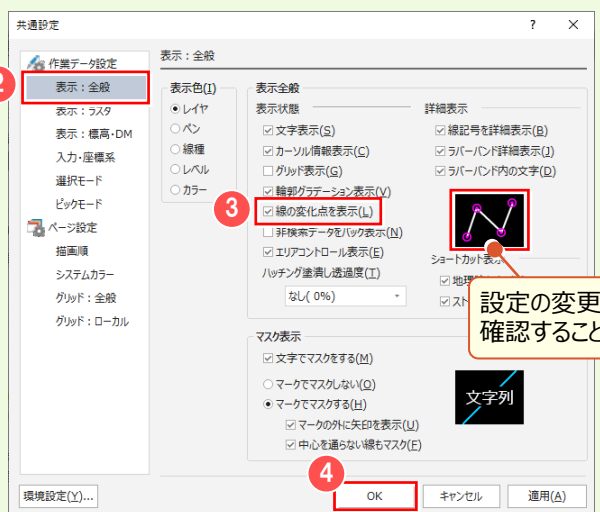 共通設定
?
×
2
作業データ設定
表示：全般
表示：ラスタ
表示：標高・DM
入力・座標系
選択モード
ピックモード
ページ設定
描画順
システムカラー
グリッド：全般
グリッド：ローカル
環境設定(Y)...
表示：全般
表示色(I)
レイヤ
ペン
線種
レベル
カラー
表示全般
表示状態
文字表示(S)
カーソル情報表示(C)
グリッド表示(G)
輪郭グラデーション表示(V)
3
線の変化点を表示(L)
非検索データをバック表示(N)
エリアコントロール表示(E)
ハッチング塗潰し透過度(T)
なし( 0%)
詳細表示
線記号を詳細表示(B)
ラバーバンド詳細表示(J)
ラバーバンド内の文字(D)
ショートカット表示
スト
設定の変更
確認すること
マスク表示
文字でマスクをする(M)
マークでマスクしない(O)
マークでマスクする(H)
マークの外に矢印を表示(U)
中心を通らない線もマスク(F)
文字列
4
OK
キャンセル
適用(A)